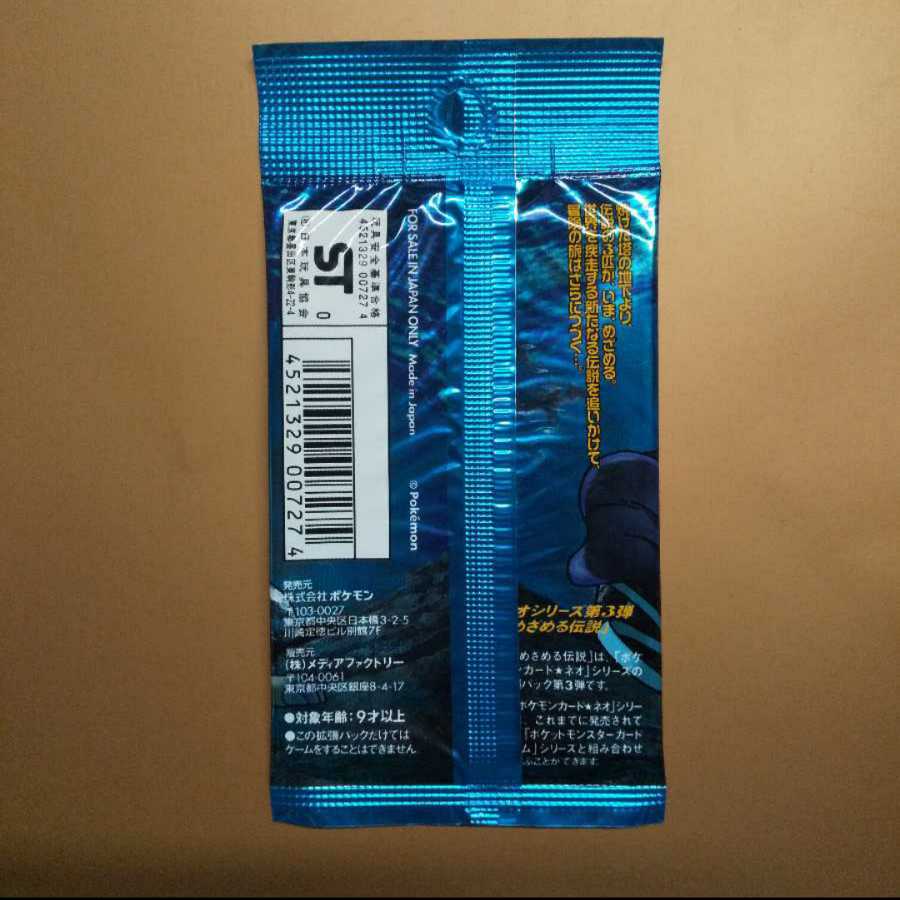 焼けた塔の地下より、
伝説の3匹が、いま、めざめる。
世界を疾走する新たなる伝説を追いかけて、
冒険の旅はさらにつづく…。
FOR SALE IN JAPAN ONLY Made in Japan ©Pokémon
玩具安全基準合格
4521329 00727 4
ST 0
(社)日本玩具協会
東京都墨田区東駒形4-22-4
4521329 007274
発売元
株式会社 ポケモン
〒103-0027
東京都中央区日本橋3-2-5
川崎定徳ビル別館7F
販売元
(株)メディアファクトリー
〒104-0061
東京都中央区銀座8-4-17
●対象年齢:9才以上
●この拡張パックだけでは
ゲームをすることはできません。
オシリーズ第3弾
めざめる伝説』
めざめる伝説」は、「ポケ
カード★ネオ」シリーズの
パック第3弾です。
ポケモンカード★ネオ」シリー
、これまでに発売されて
「ポケットモンスターカード
ム」シリーズと組み合わせ
ぶことができます。